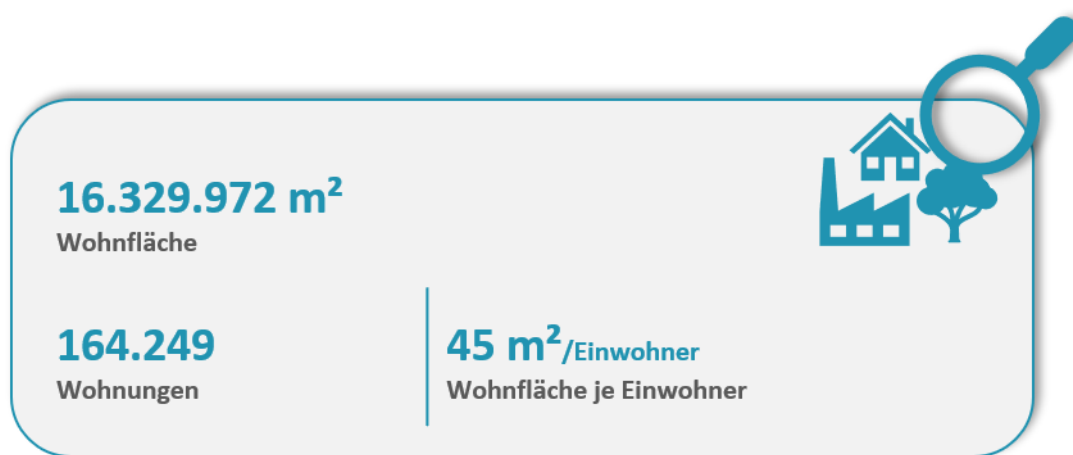 16.329.972 m²
Wohnfläche
164.249
Wohnungen
45 m²/Einwohner
Wohnfläche je Einwohner